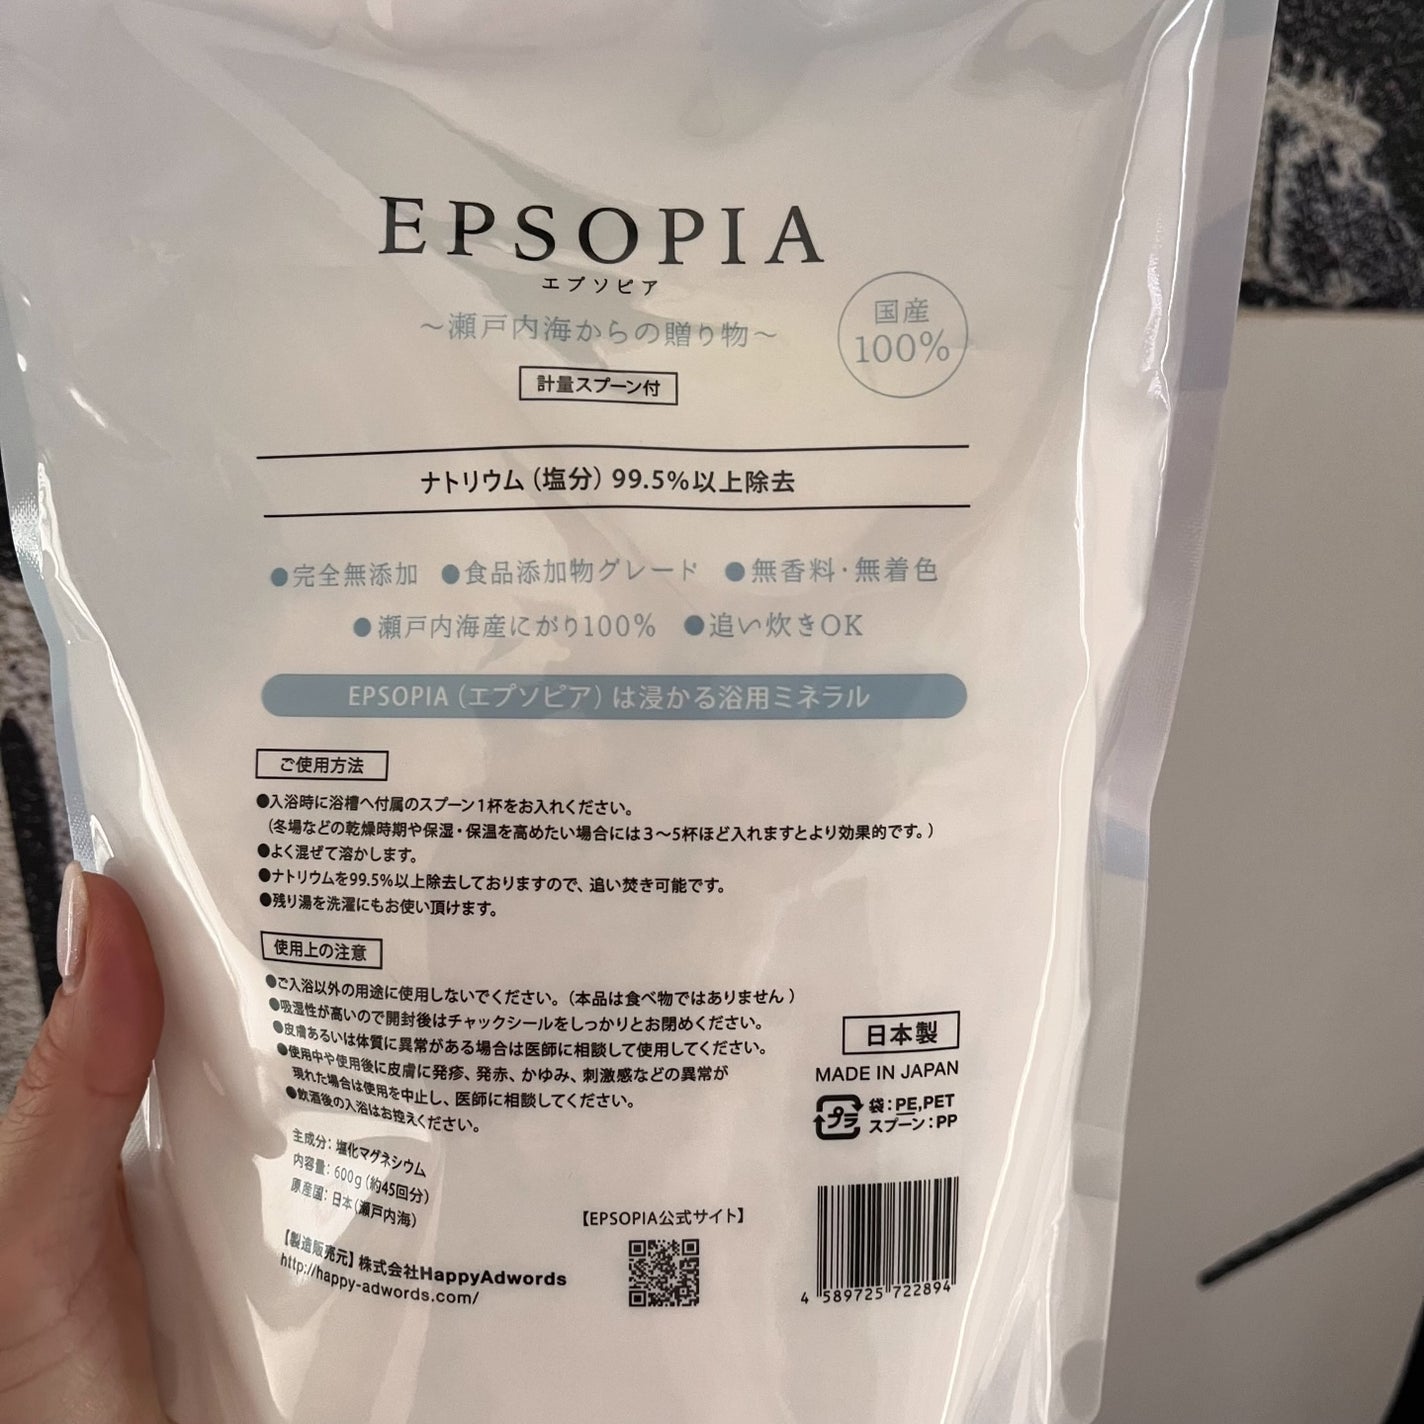 EPSOPIA
エプソピア
～瀬戸内海からの贈り物～
国産
100%
計量スプーン付
ナトリウム（塩分）99.5%以上除去
●完全無添加 ●食品添加物グレード ●無香料・無着色
●瀬戸内海産にがり100% ●追い炊きOK
EPSOPIA（エプソピア）は浸かる浴用ミネラル
ご使用方法
●入浴時に浴槽へ付属のスプーン1杯をお入れください。
（冬場などの乾燥時期や保湿・保温を高めたい場合には３～５杯ほど入れますとより効果的です。）
●よく混ぜて溶かします。
●ナトリウムを99.5%以上除去しておりますので、追い焚き可能です。
●残り湯を洗濯にもお使い頂けます。
使用上の注意
●ご入浴以外の用途に使用しないでください。（本品は食べ物ではありません）
●吸湿性が高いので開封後はチャックシールをしっかりとお閉めください。
●皮膚あるいは体質に異常がある場合は医師に相談して使用してください。
●使用中や使用後に皮膚に発疹、発赤、かゆみ、刺激感などの異常が
現れた場合は使用を中止し、医師に相談してください。
●飲酒後の入浴はお控えください。
日本製
MADE IN JAPAN
プラ
袋：PE,PET
スプーン：PP
主成分：塩化マグネシウム
内容量：600g（約45回分）
原産国：日本（瀬戸内海）
【製造販売元】株式会社HappyAdwords
http://happy-adwords.com/
【EPSOPIA公式サイト】
4 589725 722894